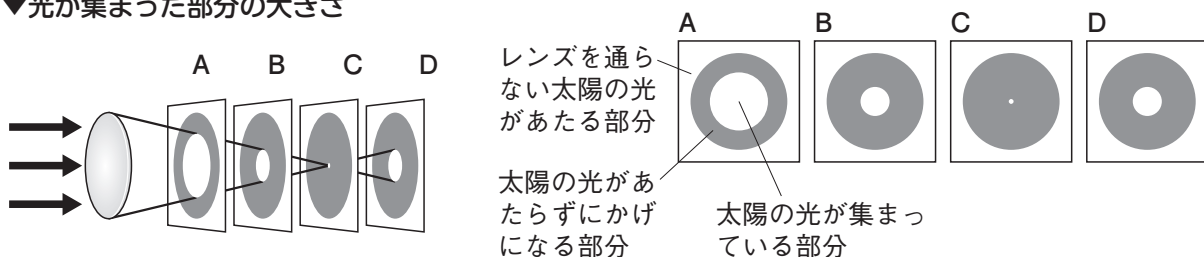 ▼光が集まった部分の大きさ
A B C D
A B C D
レンズを通ら
ない太陽の光
があたる部分
太陽の光があ
たらずにかげ
になる部分
太陽の光が集まっ
ている部分